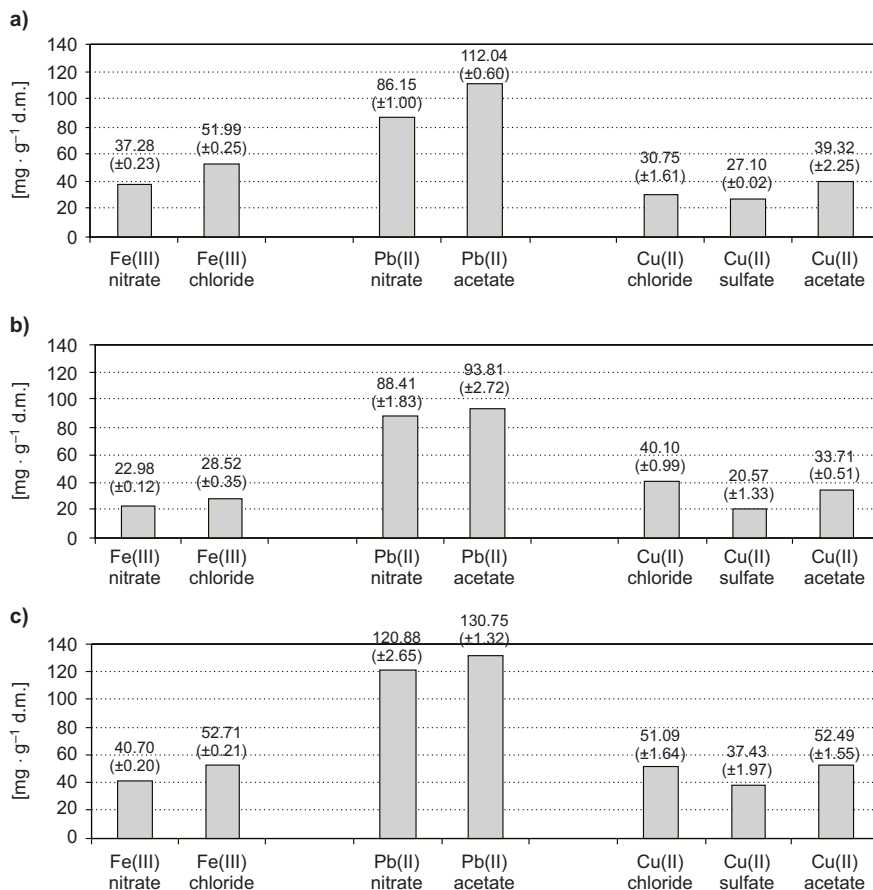 a)
[mg · g⁻¹ d.m.]
140
120
100
80
60
40
20
0
37.28
(±0.23)
51.99
(±0.25)
86.15
(±1.00)
112.04
(±0.60)
30.75
(±1.61)
27.10
(±0.02)
39.32
(±2.25)
Fe(III)
nitrate
Fe(III)
chloride
Pb(II)
nitrate
Pb(II)
acetate
Cu(II)
chloride
Cu(II)
sulfate
Cu(II)
acetate
b)
[mg · g⁻¹ d.m.]
140
120
100
80
60
40
20
0
22.98
(±0.12)
28.52
(±0.35)
88.41
(±1.83)
93.81
(±2.72)
40.10
(±0.99)
20.57
(±1.33)
33.71
(±0.51)
Fe(III)
nitrate
Fe(III)
chloride
Pb(II)
nitrate
Pb(II)
acetate
Cu(II)
chloride
Cu(II)
sulfate
Cu(II)
acetate
c)
[mg · g⁻¹ d.m.]
140
120
100
80
60
40
20
0
40.70
(±0.20)
52.71
(±0.21)
120.88
(±2.65)
130.75
(±1.32)
51.09
(±1.64)
37.43
(±1.97)
52.49
(±1.55)
Fe(III)
nitrate
Fe(III)
chloride
Pb(II)
nitrate
Pb(II)
acetate
Cu(II)
chloride
Cu(II)
sulfate
Cu(II)
acetate